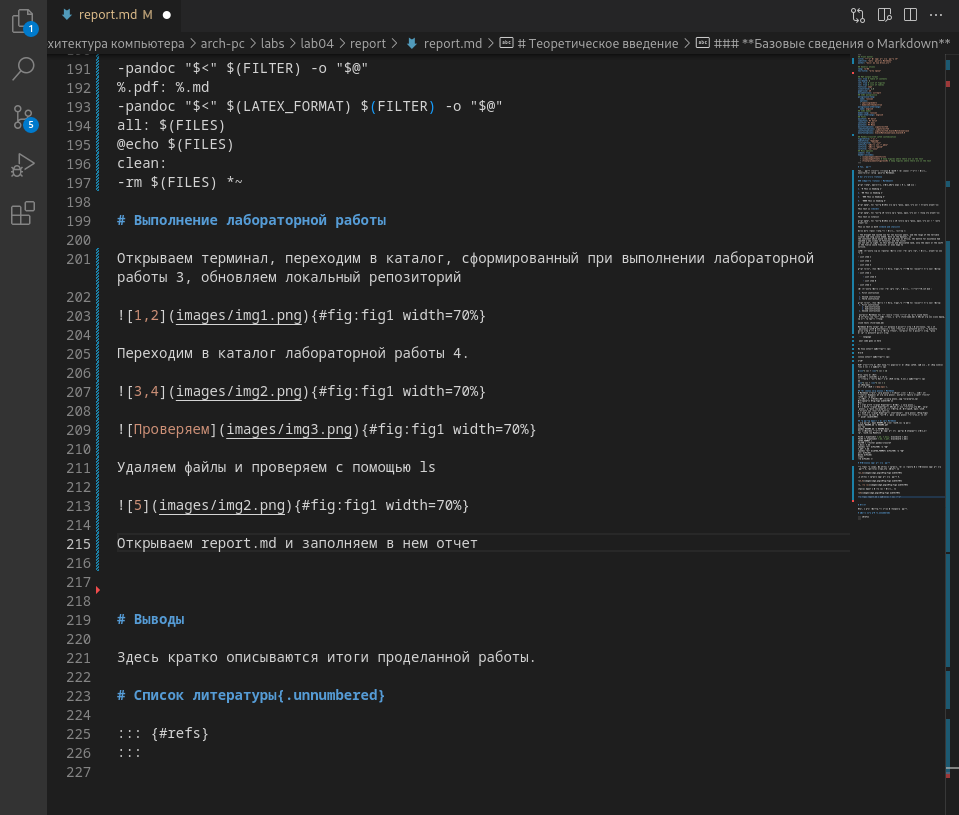 report.md M
1
5
хитектура компьютера > arch-pc > labs > lab04 > report > report.md > # Теоретическое введение > ### **Базовые сведения о Markdown**
191 -pandoc "$<" $(FILTER) -o "$@"
192 %.pdf: %.md
193 -pandoc "$<" $(LATEX_FORMAT) $(FILTER) -o "$@"
194 all: $(FILES)
195 @echo $(FILES)
196 clean:
197 -rm $(FILES) *~
198
199 # Выполнение лабораторной работы
200
201 Открываем терминал, переходим в каталог, сформированный при выполнении лабораторной
работы 3, обновляем локальный репозиторий
202
203 ![1,2](images/img1.png){#fig:fig1 width=70%}
204
205 Переходим в каталог лабораторной работы 4.
206
207 ![3,4](images/img2.png){#fig:fig1 width=70%}
208
209 ![Проверяем](images/img3.png){#fig:fig1 width=70%}
210
211 Удаляем файлы и проверяем с помощью ls
212
213 ![5](images/img2.png){#fig:fig1 width=70%}
214
215 Открываем report.md и заполняем в нем отчет
216
217
218
219 # Выводы
220
221 Здесь кратко описываются итоги проделанной работы.
222
223 # Список литературы{.unnumbered}
224
225 ::: {#refs}
226 :::
227